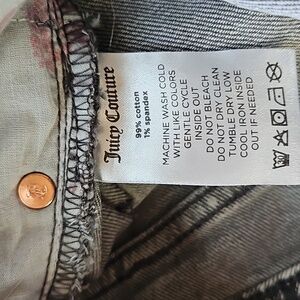 Juicy Couture
99% cotton
1% spandex
MACHINE WASH COLD
WITH LIKE COLORS
GENTLE CYCLE
INSIDE OUT
DO NOT BLEACH
DO NOT DRY CLEAN
TUMBLE DRY LOW
COOL IRON INSIDE
OUT IF NEEDED